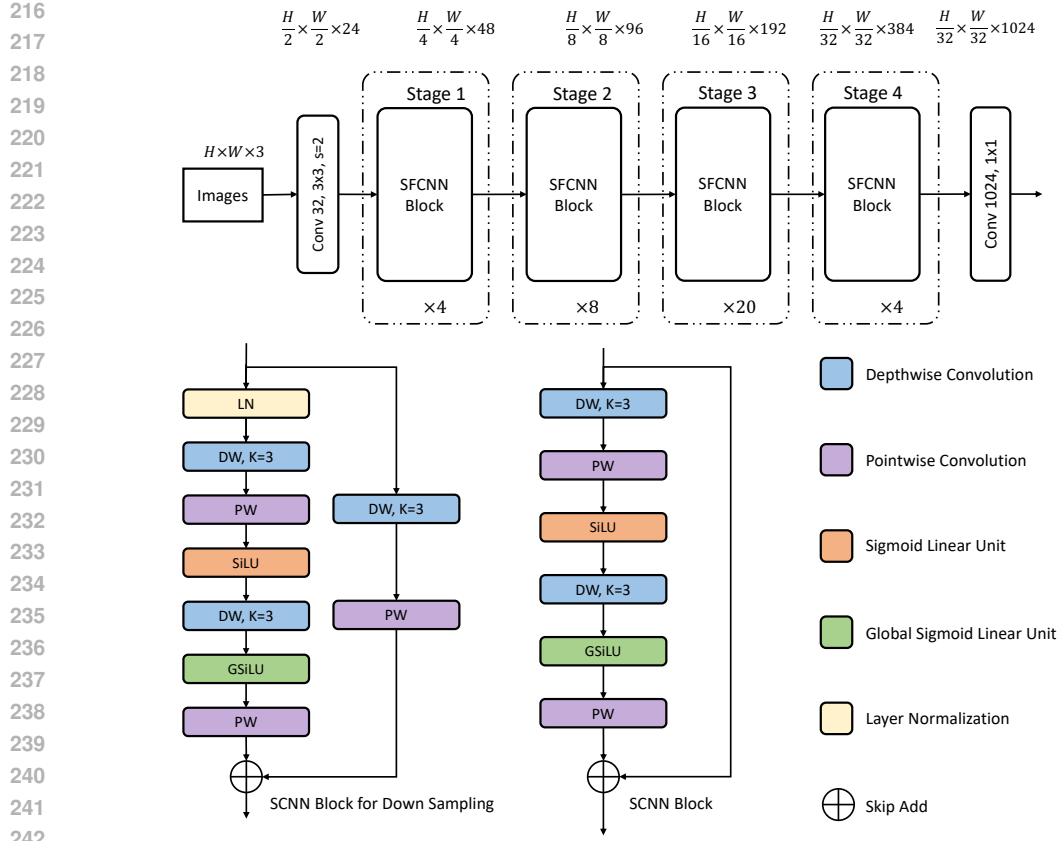 216
217
218
219
220
221
222
223
224
225
226
227
228
229
230
231
232
233
234
235
236
237
238
239
240
241
242
H/2 × W/2 ×24
H/4 × W/4 ×48
H/8 × W/8 ×96
H/16 × W/16 ×192
H/32 × W/32 ×384
H/32 × W/32 ×1024
Stage 1
Stage 2
Stage 3
Stage 4
H×W×3
Images
Conv 32, 3x3, s=2
SFCNN
Block
SFCNN
Block
SFCNN
Block
SFCNN
Block
Conv 1024, 1x1
×4
×8
×20
×4
LN
DW, K=3
PW
SiLU
DW, K=3
GSiLU
PW
DW, K=3
PW
SCNN Block for Down Sampling
DW, K=3
PW
SiLU
DW, K=3
GSiLU
PW
SCNN Block
Depthwise Convolution
Pointwise Convolution
Sigmoid Linear Unit
Global Sigmoid Linear Unit
Layer Normalization
Skip Add